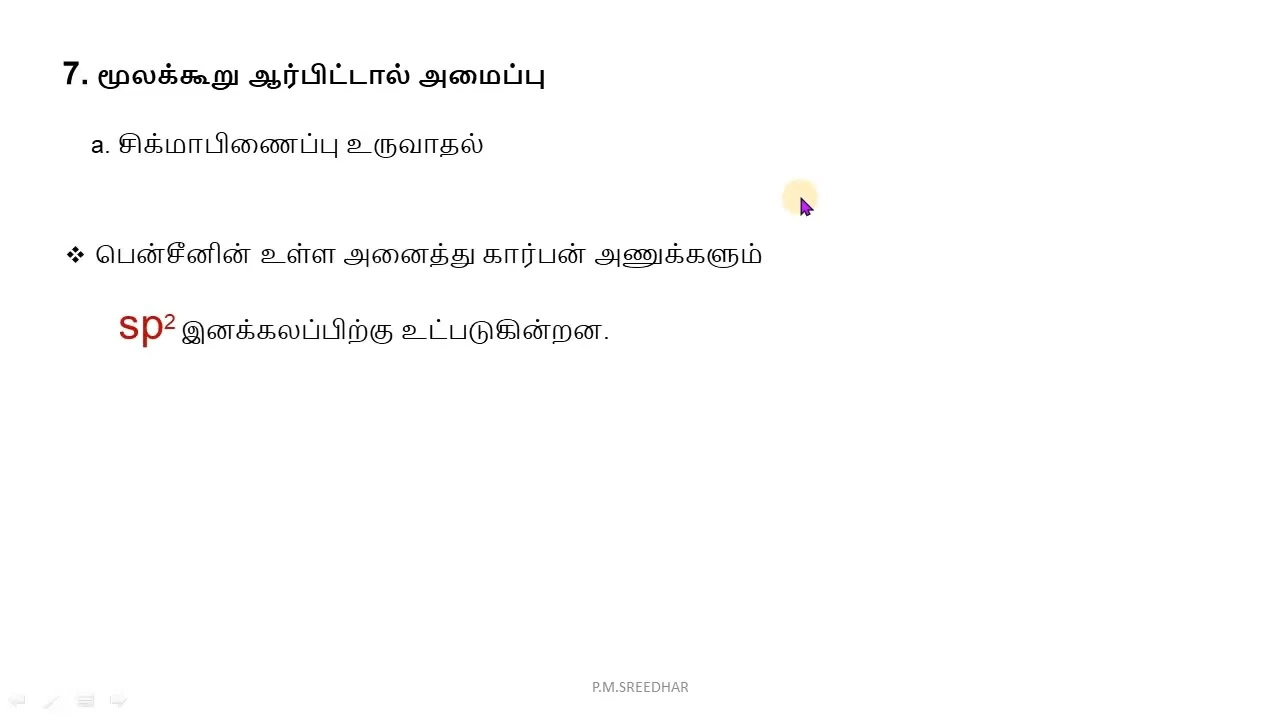 7. மூலக்கூறு ஆர்பிட்டால் அமைப்பு
a. சிக்மாபிணைப்பு உருவாதல்
❖ பென்சீனின் உள்ள அனைத்து கார்பன் அணுக்களும்
sp² இனக்கலப்பிற்கு உட்படுகின்றன.
P.M.SREEDHAR